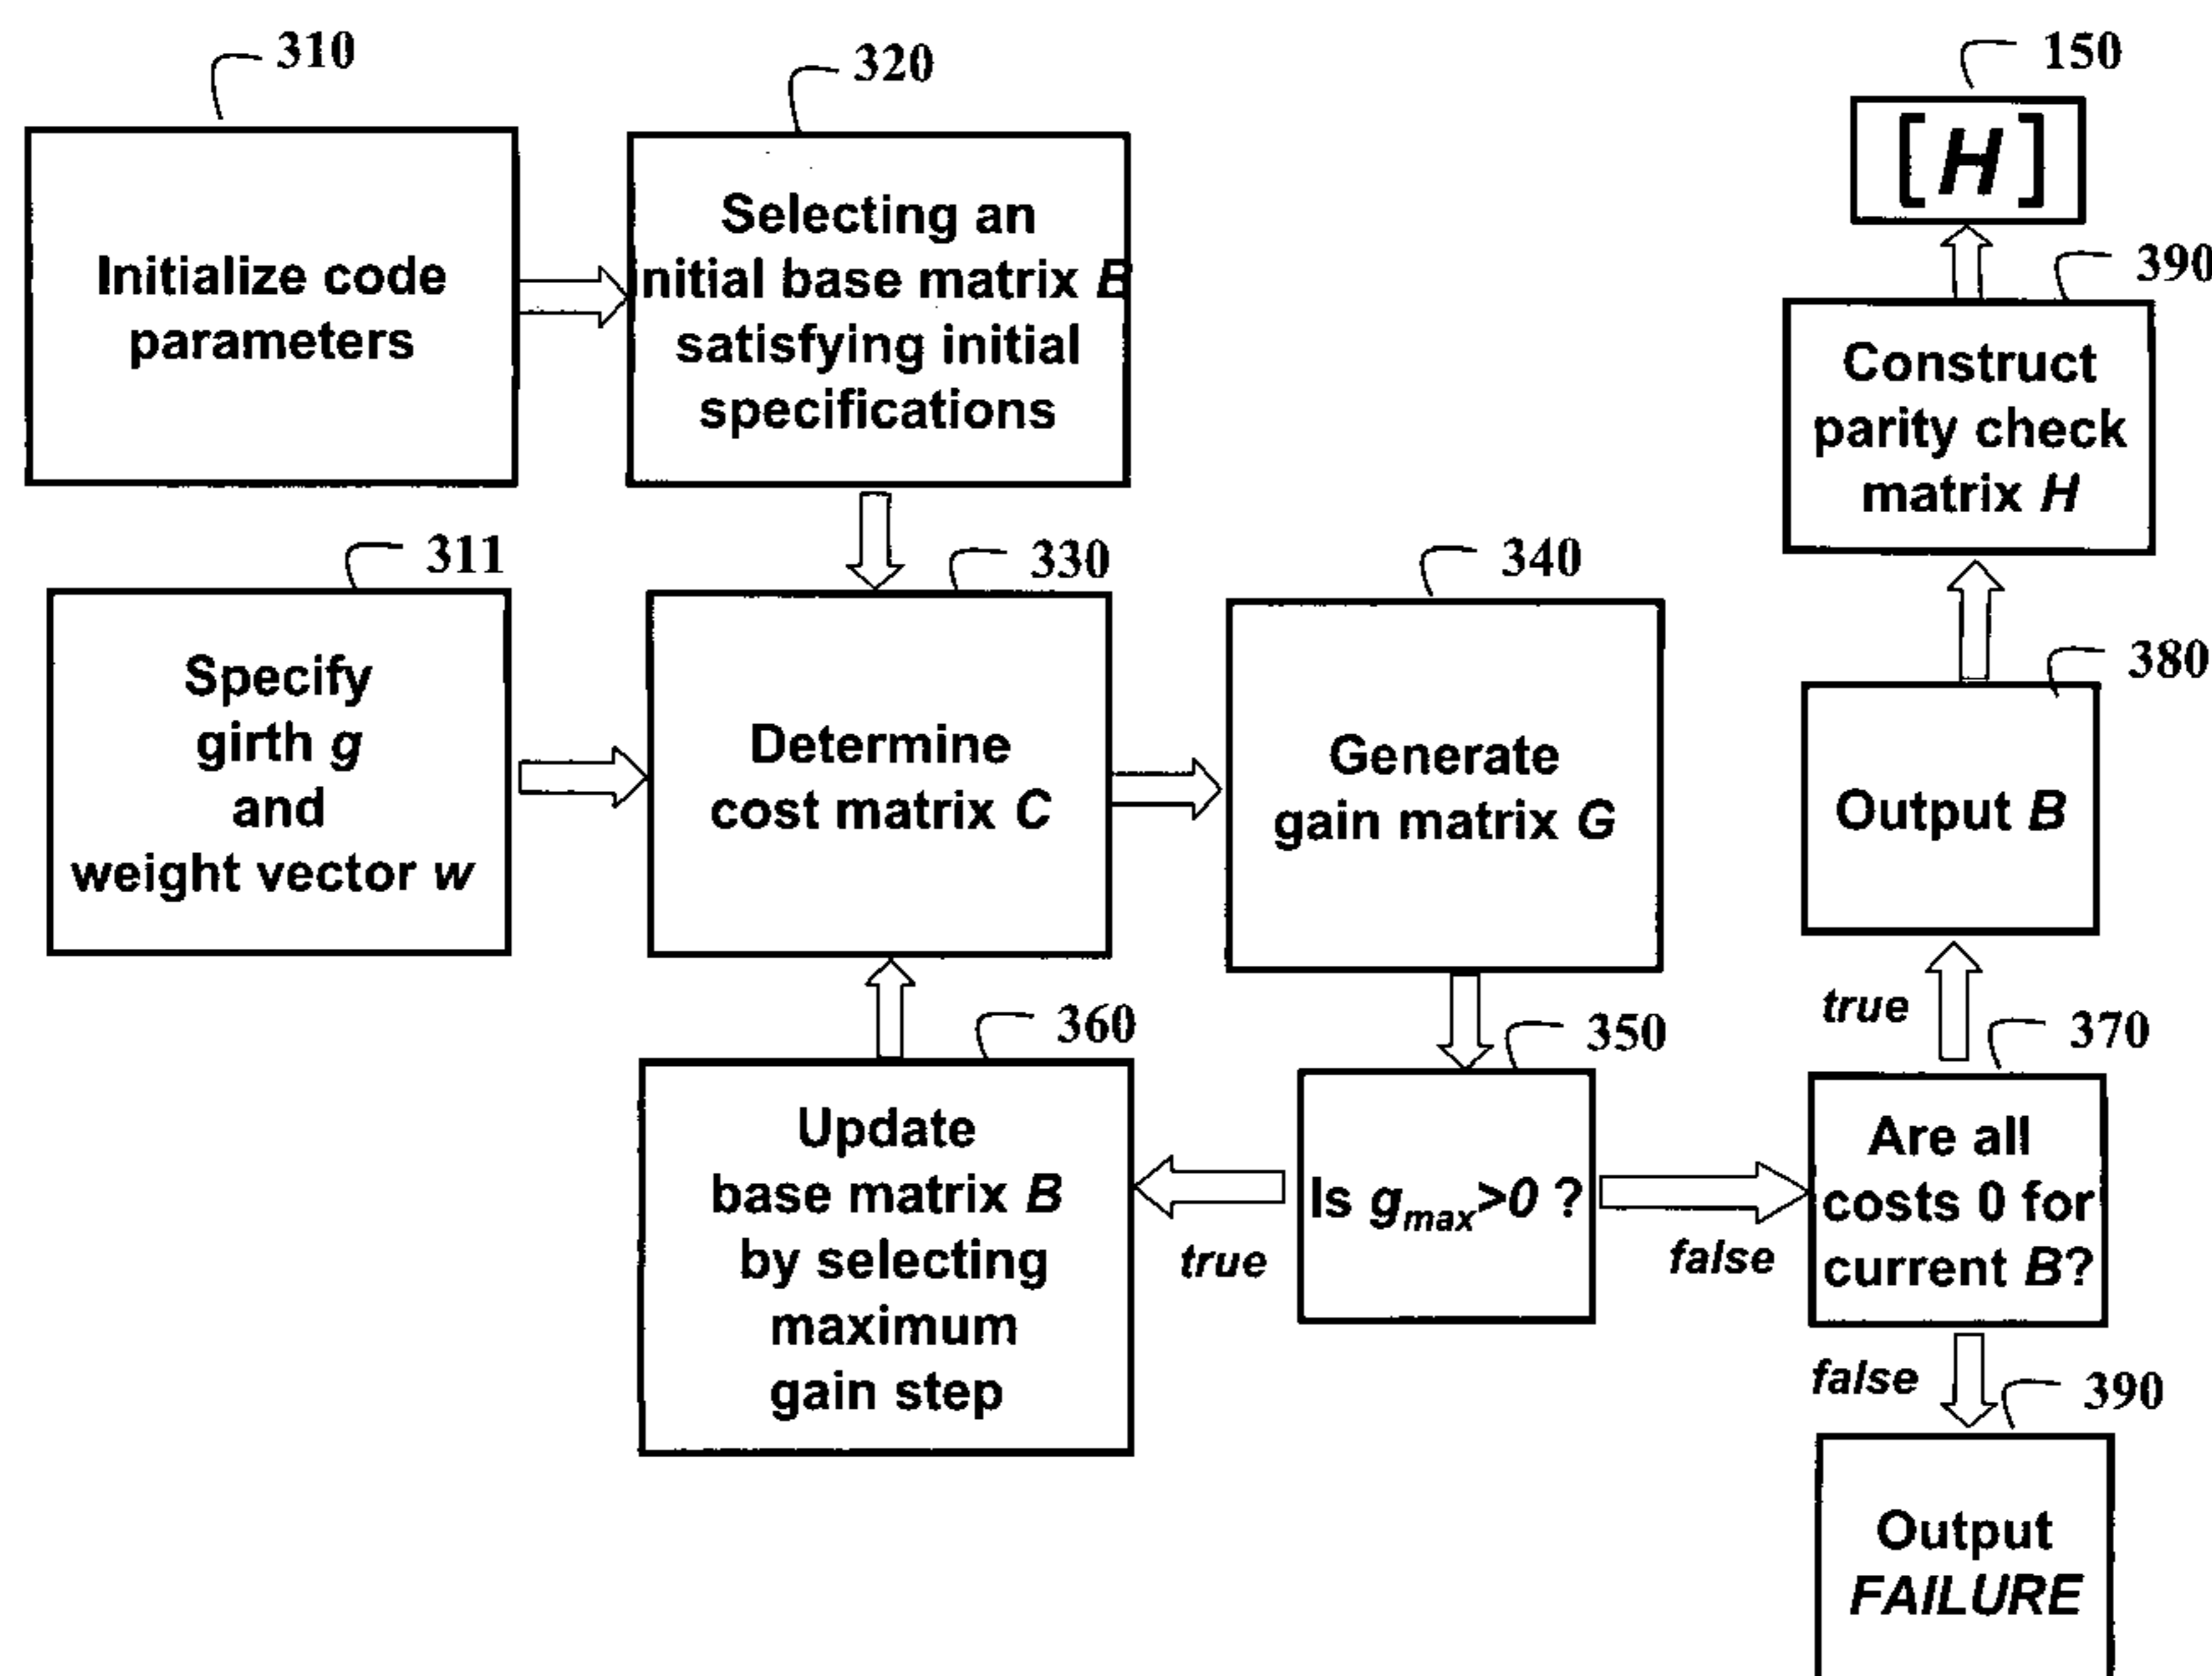 310
Initialize code
parameters
320
Selecting an
initial base matrix B
satisfying initial
specifications
150
[H]
390
Construct
parity check
matrix H
311
Specify
girth g
and
weight vector w
330
Determine
cost matrix C
340
Generate
gain matrix G
380
Output B
360
Update
base matrix B
by selecting
maximum
gain step
true
350
Is gmax>0 ?
false
true
370
Are all
costs 0 for
current B?
false
390
Output
FAILURE